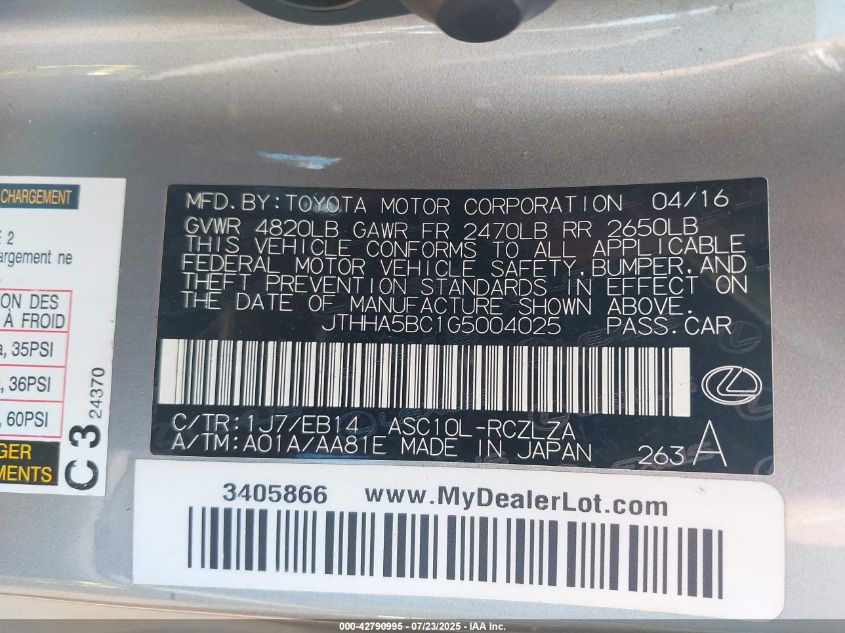 CHARGEMENT
E 2
argement ne
ION DES
À FROID
a, 35PSI
, 36PSI
, 60PSI
GER
EMENTS
C 3 24370
MFD. BY: TOYOTA MOTOR CORPORATION 04/16
GVWR 4820LB GAWR FR 2470LB RR 2650LB
THIS VEHICLE CONFORMS TO ALL APPLICABLE
FEDERAL MOTOR VEHICLE SAFETY, BUMPER, AND
THEFT PREVENTION STANDARDS IN EFFECT ON
THE DATE OF MANUFACTURE SHOWN ABOVE.
JTHHA5BC1G5004025 PASS. CAR
C/TR: 1J7/EB14 ASC10L-RCZLZA
A/TM: A01A/AA81E MADE IN JAPAN 263 A
3405866 www.MyDealerLot.com
000-42790995 - 07/23/2025 - IAA Inc.